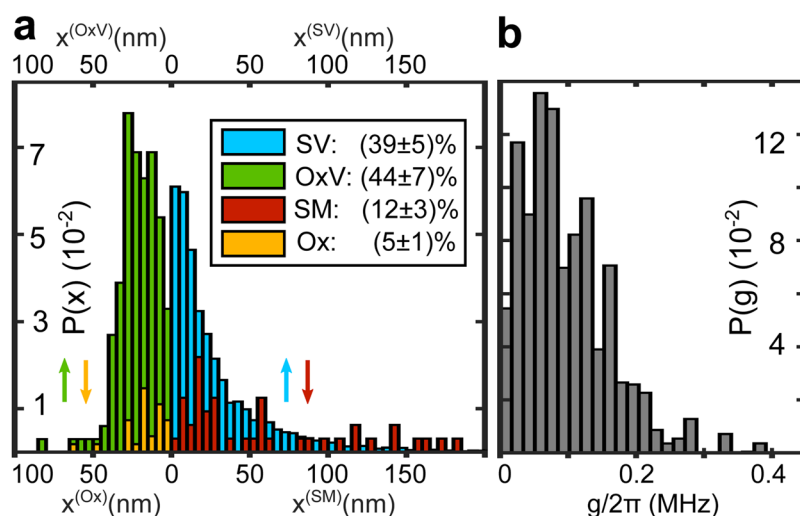 a
x(OxV)(nm) x(SV)(nm)
100 50 0 50 100 150
7
5
3
1
P(x) (10-2)
SV: (39±5)%
OxV: (44±7)%
SM: (12±3)%
Ox: (5±1)%
100 50 0 50 100 150
x(Ox)(nm) x(SM)(nm)
b
12
8
4
P(g) (10-2)
0 0.2 0.4
g/2π (MHz)